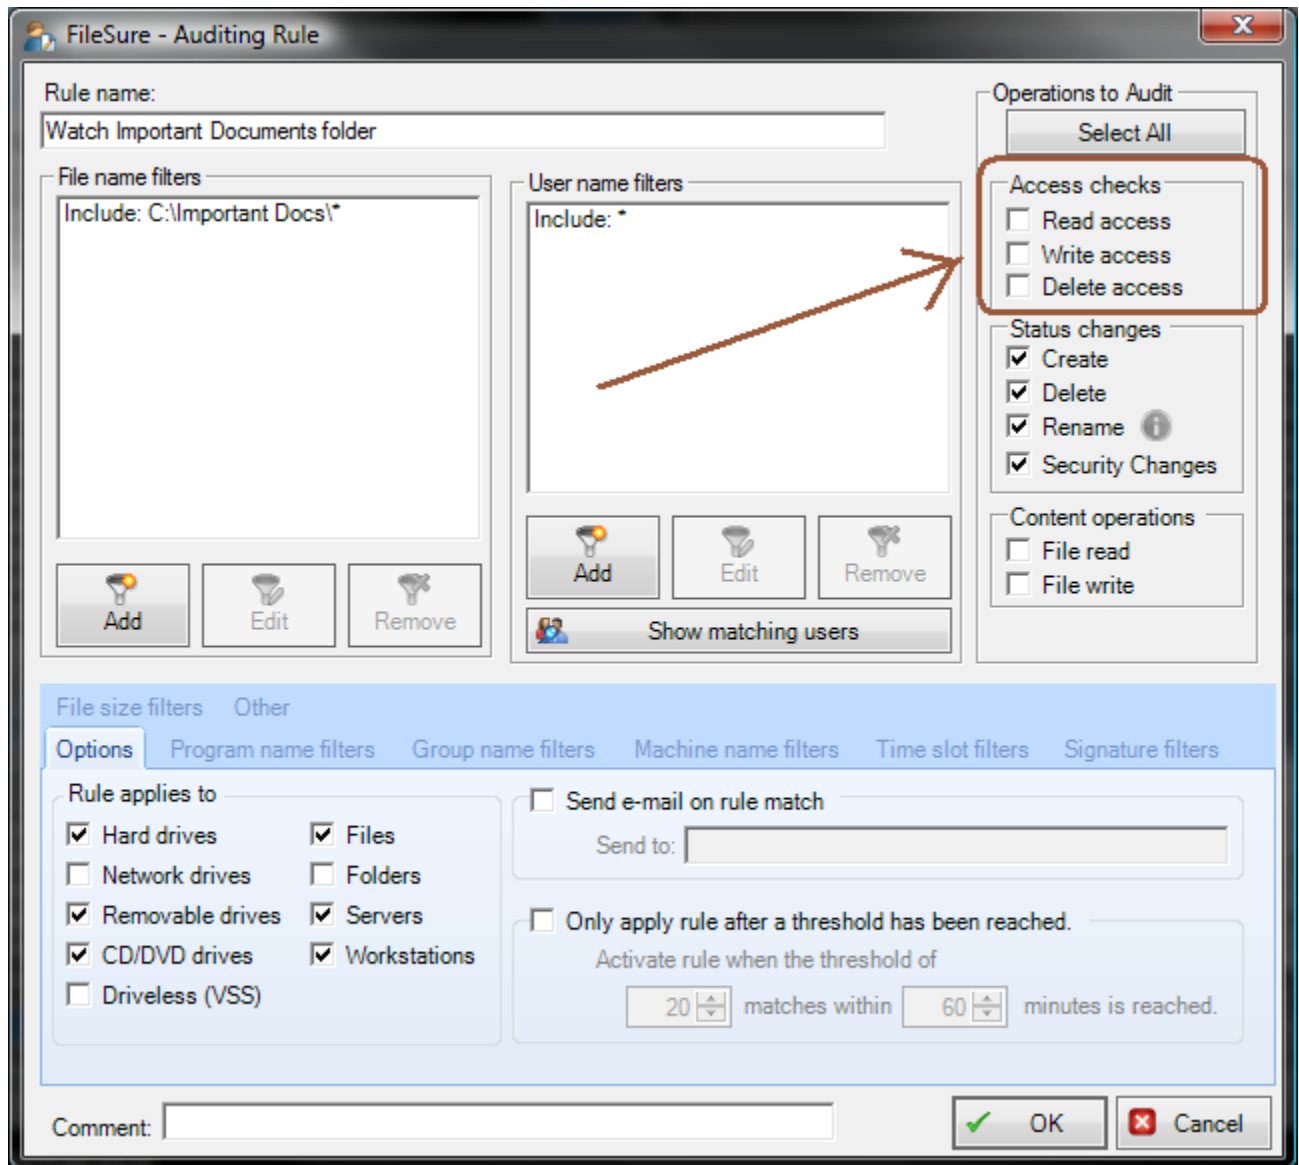 FileSure - Auditing Rule
Rule name:
Watch Important Documents folder
File name filters
Include: C:\Important Docs\*
Add
Edit
Remove
User name filters
Include: *
Add
Edit
Remove
Show matching users
Operations to Audit
Select All
Access checks
Read access
Write access
Delete access
Status changes
Create
Delete
Rename
Security Changes
Content operations
File read
File write
File size filters
Other
Options
Program name filters
Group name filters
Machine name filters
Time slot filters
Signature filters
Rule applies to
Hard drives
Files
Network drives
Folders
Removable drives
Servers
CD/DVD drives
Workstations
Driveless (VSS)
Send e-mail on rule match
Send to:
Only apply rule after a threshold has been reached.
Activate rule when the threshold of
20 matches within 60 minutes is reached.
Comment:
OK
Cancel